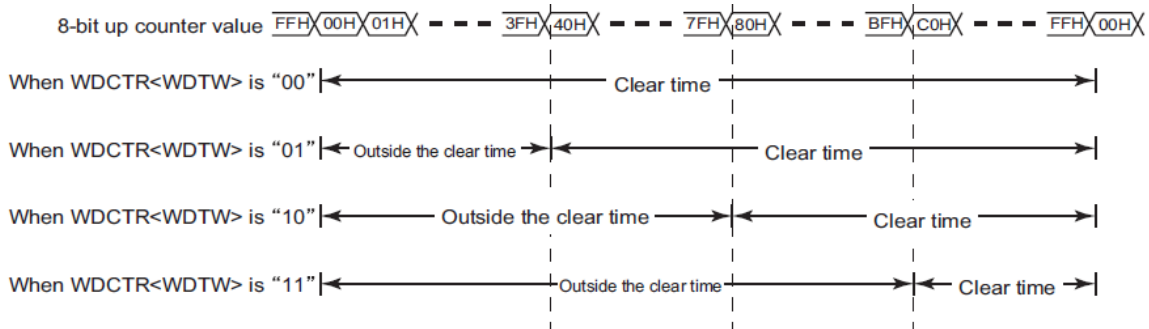 8-bit up counter value FFH 00H 01H 3FH 40H 7FH 80H BFH C0H FFH 00H
When WDCTR<WDTW> is “00” Clear time
When WDCTR<WDTW> is “01” Outside the clear time Clear time
When WDCTR<WDTW> is “10” Outside the clear time Clear time
When WDCTR<WDTW> is “11” Outside the clear time Clear time